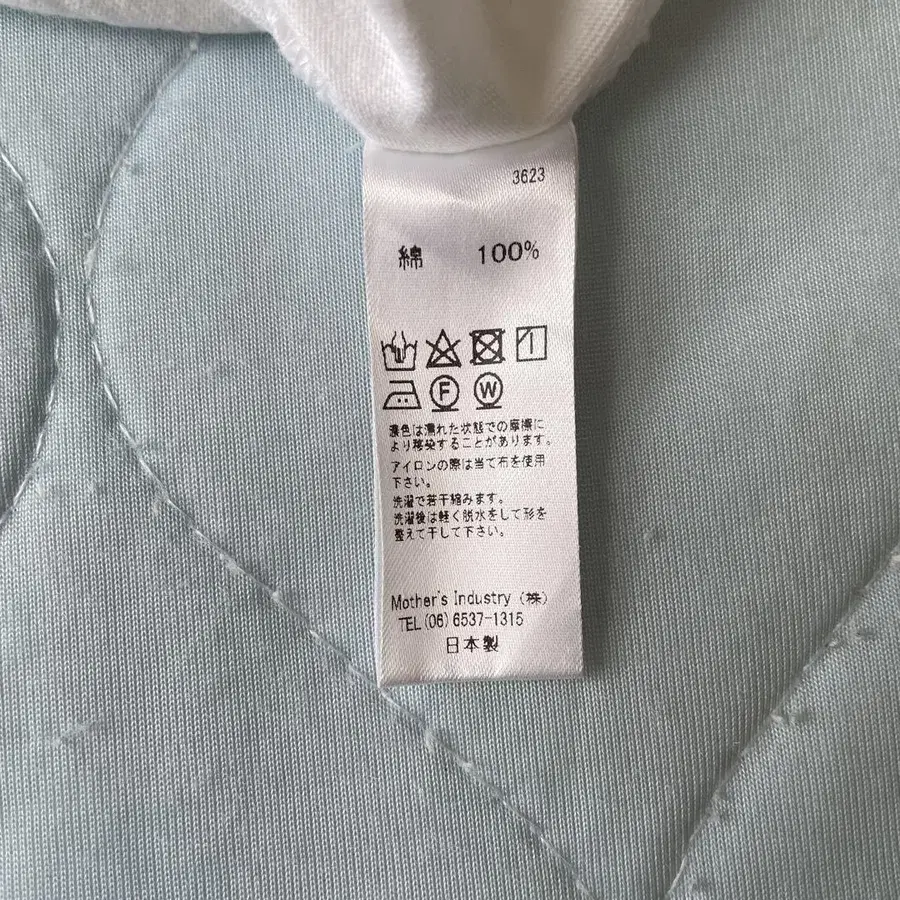 3623
綿 100%
F W
濃色は濡れた状態での摩擦に
より移染することがあります。
アイロンの際は当て布を使用
下さい。
洗濯で若干縮みます。
洗濯後は軽く脱水をして形を
整えて干して下さい。
Mother's Industry (株)
TEL(06)6537-1315
日本製